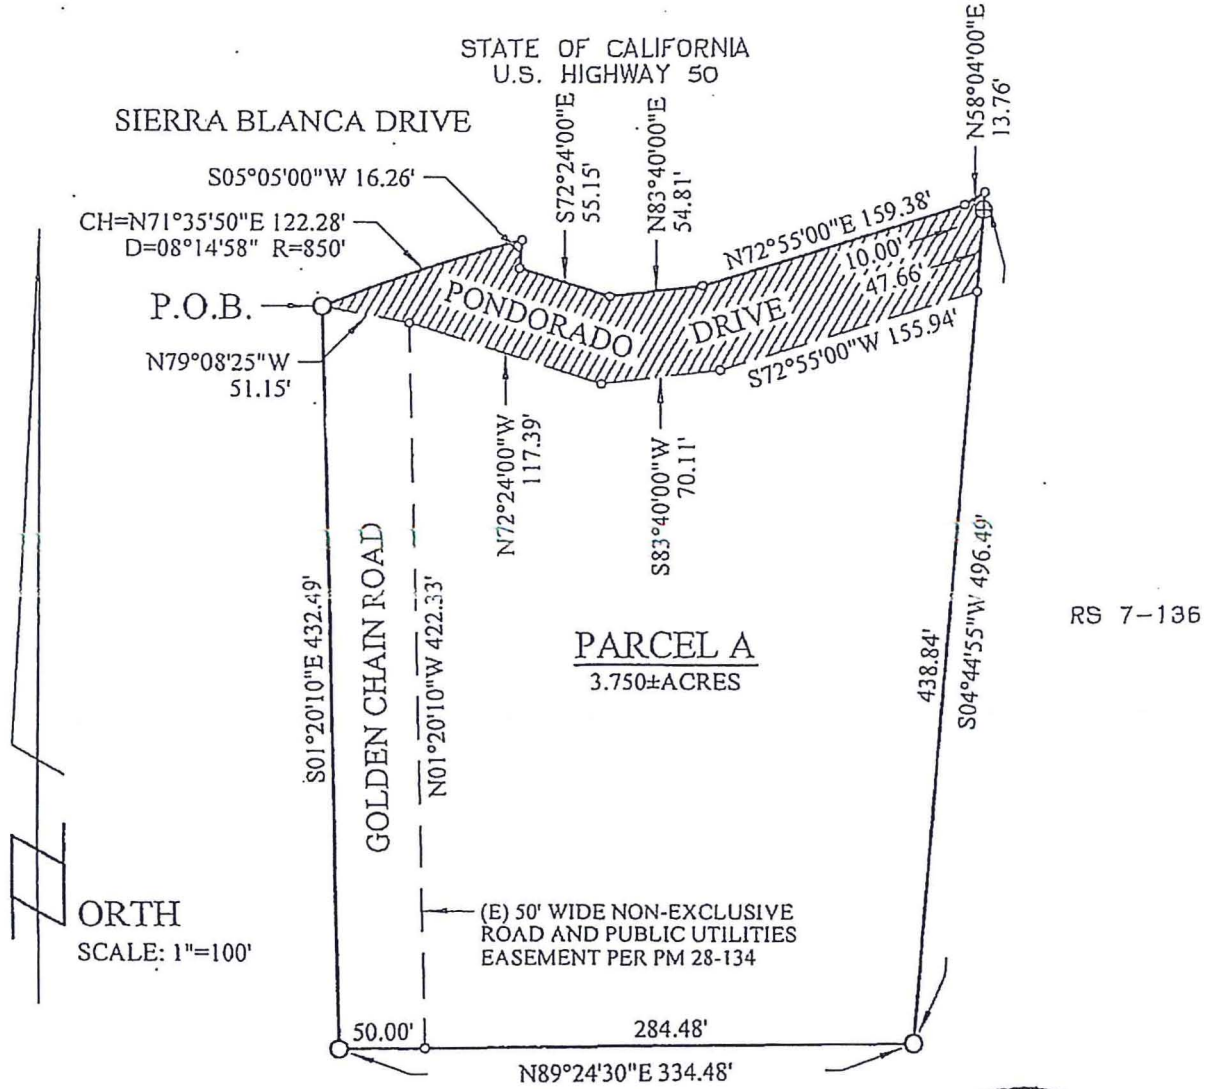 STATE OF CALIFORNIA
U.S. HIGHWAY 50
N58°04'00"E
13.76'
SIERRA BLANCA DRIVE
S72°24'00"E
55.15'
N83°40'00"E
54.81'
S05°05'00"W 16.26'
CH=N71°35'50"E 122.28'
D=08°14'58" R=850'
N72°55'00"E 159.38'
10.00'
47.66'
P.O.B.
PONDORADO
DRIVE
N79°08'25"W
51.15'
S72°55'00"W 155.94'
N72°24'00"W
117.39'
S83°40'00"W
70.11'
S01°20'10"E 432.49'
GOLDEN CHAIN ROAD
N01°20'10"W 422.33'
PARCEL A
3.750±ACRES
438.84'
S04°44'55"W 496.49'
RS 7-136
NORTH
SCALE: 1"=100'
(E) 50' WIDE NON-EXCLUSIVE
ROAD AND PUBLIC UTILITIES
EASEMENT PER PM 28-134
50.00'
284.48'
N89°24'30"E 334.48'